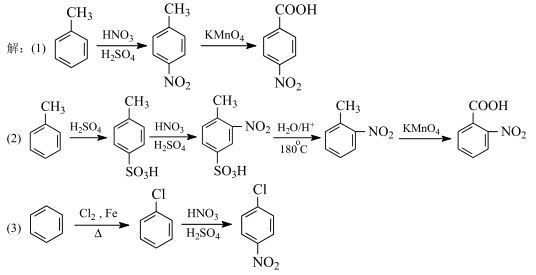 CH3 CH3 COOH
解：(1) HNO3 H2SO4 KMnO4
NO2 NO2
CH3 CH3 CH3 CH3 COOH
(2) H2SO4 HNO3 H2SO4 NO2 H2O/H+ 180°C NO2 KMnO4 NO2
SO3H SO3H
Cl Cl
(3) Cl2 , Fe Δ HNO3 H2SO4
NO2